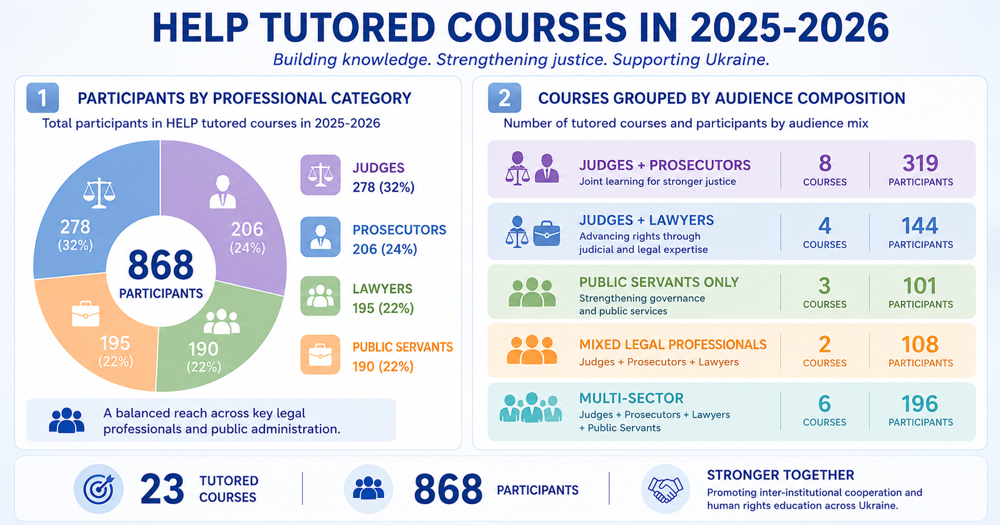 HELP TUTORED COURSES IN 2025-2026
Building knowledge. Strengthening justice. Supporting Ukraine.
1
PARTICIPANTS BY PROFESSIONAL CATEGORY
Total participants in HELP tutored courses in 2025-2026
278
(32%)
206
(24%)
868
PARTICIPANTS
195
(22%)
190
(22%)
JUDGES
278 (32%)
PROSECUTORS
206 (24%)
LAWYERS
195 (22%)
PUBLIC SERVANTS
190 (22%)
A balanced reach across key legal
professionals and public administration.
2
COURSES GROUPED BY AUDIENCE COMPOSITION
Number of tutored courses and participants by audience mix
JUDGES + PROSECUTORS
Joint learning for stronger justice
8
COURSES
319
PARTICIPANTS
JUDGES + LAWYERS
Advancing rights through
judicial and legal expertise
4
COURSES
144
PARTICIPANTS
PUBLIC SERVANTS ONLY
Strengthening governance
and public services
3
COURSES
101
PARTICIPANTS
MIXED LEGAL PROFESSIONALS
Judges + Prosecutors + Lawyers
2
COURSES
108
PARTICIPANTS
MULTI-SECTOR
Judges + Prosecutors + Lawyers
+ Public Servants
6
COURSES
196
PARTICIPANTS
23
TUTORED
COURSES
868
PARTICIPANTS
STRONGER TOGETHER
Promoting inter-institutional cooperation and
human rights education across Ukraine.